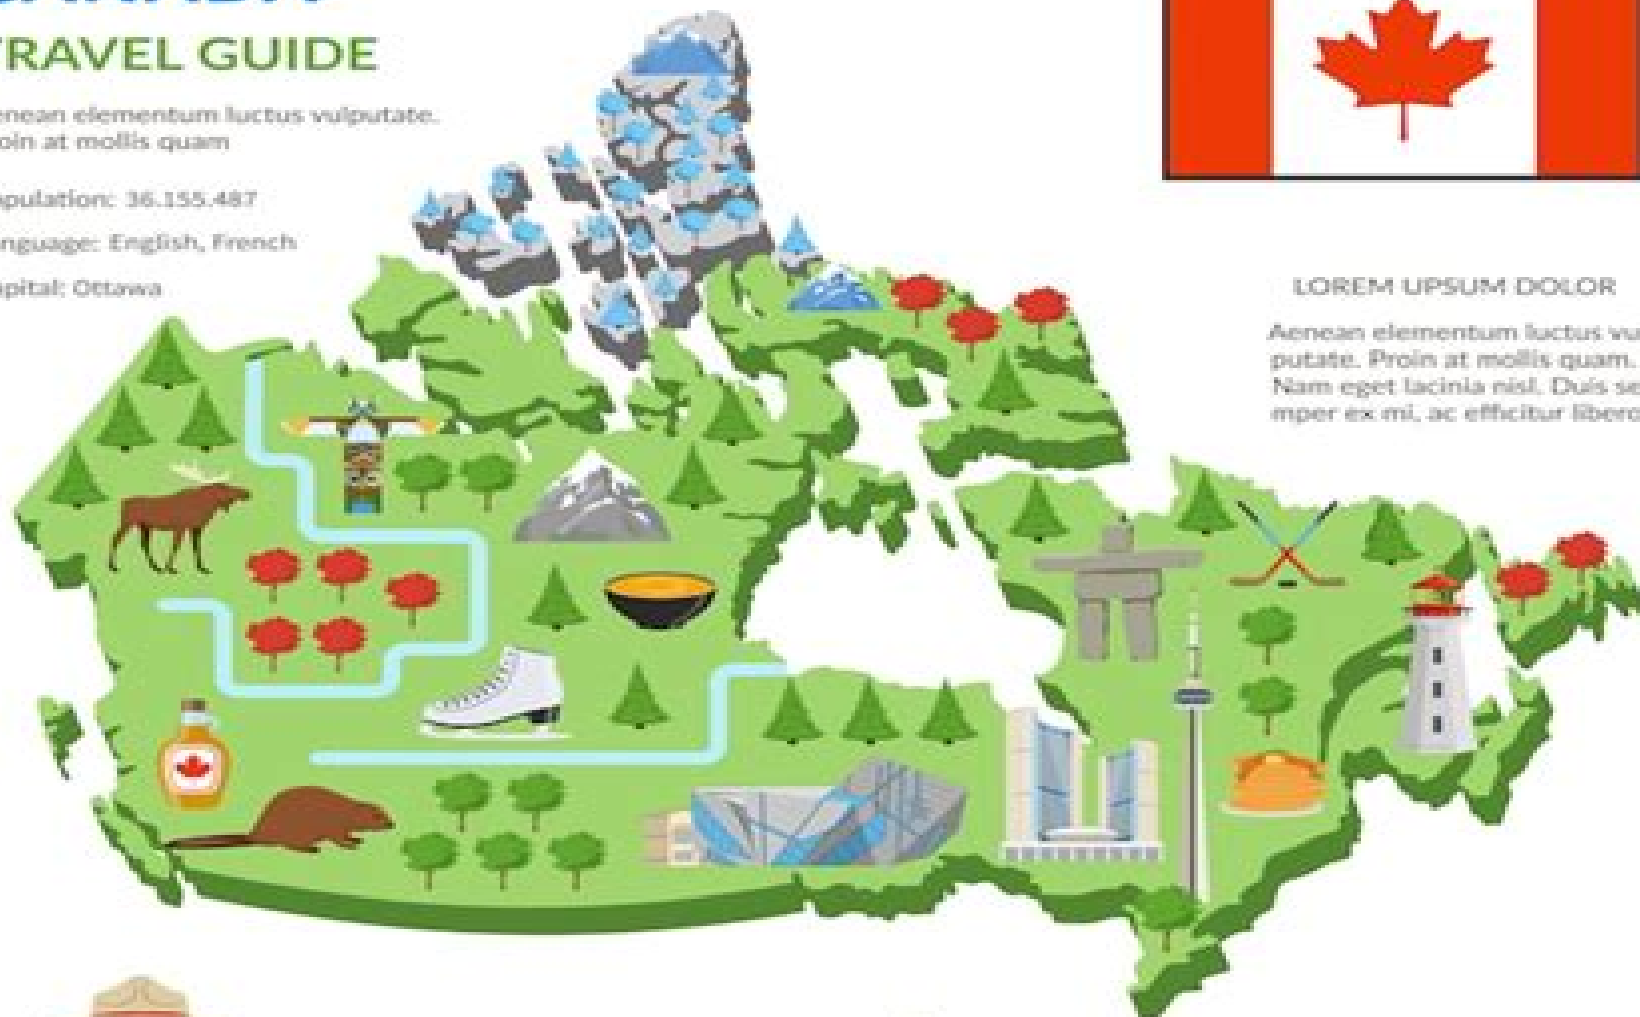 CANADA
TRAVEL GUIDE
enean elementum luctus vulputate.
oin at mollis quam
pulation: 36.155.487
nguage: English, French
pital: Ottawa
LOREM UPSUM DOLOR
Aenean elementum luctus vu
putate. Proin at mollis quam.
Nam eget lacinia nisl. Duis se
mper ex mi, ac efficitur libero